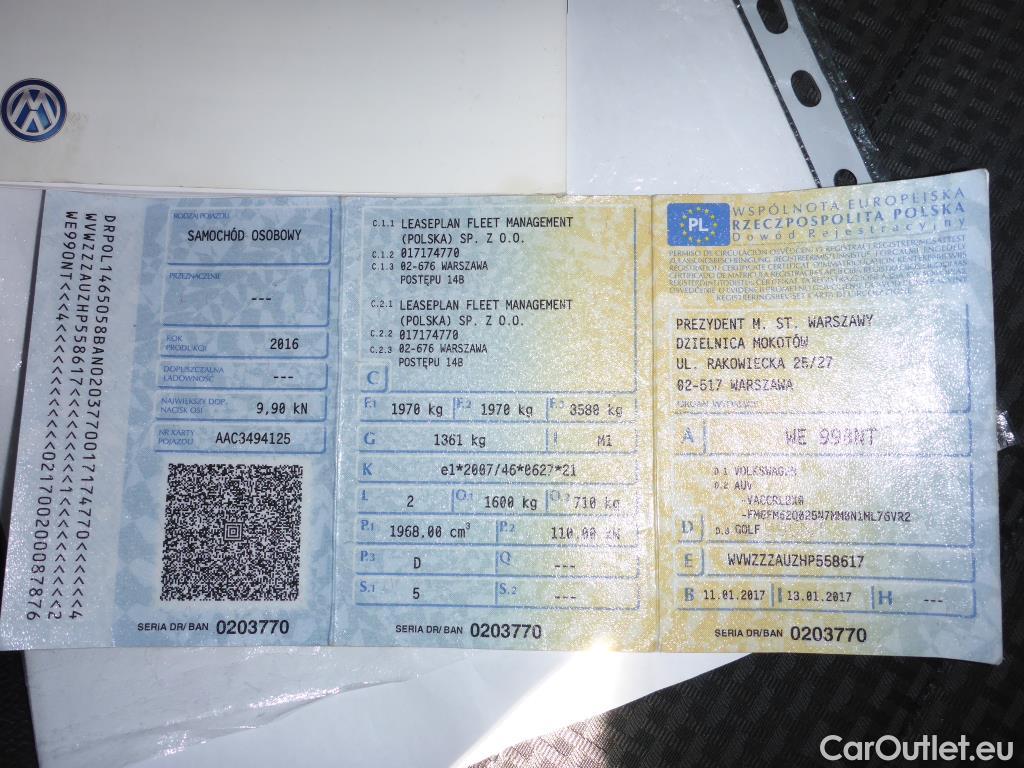 DRPOL1465058BAN0203770017174770<<<<<<4
WVWZZZAUZHP558617
RODZAJ POJAZDU
SAMOCHÓD OSOBOWY
PRZEZNACZENIE
---
ROK
PRODUKCJI
2016
DOPUSZCZALNA
ŁADOWNOŚĆ
---
NAJWIĘKSZY DOP.
NACISK OSI
9,90 kN
NR KARTY
POJAZDU
AAC3494125
SERIA DR/BAN 0203770
C.1.1 LEASEPLAN FLEET MANAGEMENT
(POLSKA) SP. Z O.O.
C.1.2 017174770
C.1.3 02-676 WARSZAWA
POSTĘPU 14B
C.2.1 LEASEPLAN FLEET MANAGEMENT
(POLSKA) SP. Z O.O.
C.2.2 017174770
C.2.3 02-676 WARSZAWA
POSTĘPU 14B
C
F.1 1970 kg F.2 1970 kg F.3 3580 kg
G 1361 kg J M1
K e1*2007/46*0627*21
L 2 O.1 1600 kg O.2 710 kg
P.1 1968,00 cm³ P.2 110,00 kW
P.3 D Q ---
S.1 5 S.2 ---
SERIA DR/BAN 0203770
PL
WSPÓLNOTA EUROPEJSKA
RZECZPOSPOLITA POLSKA
Dowód Rejestracyjny
PREZYDENT M. ST. WARSZAWY
DZIELNICA MOKOTÓW
UL. RAKOWIECKA 25/27
02-517 WARSZAWA
ORGAN WYDAJĄCY
A WE 990NT
D.1 VOLKSWAGEN
D.2 AUV
D D.3 GOLF
E WVWZZZAUZHP558617
B 11.01.2017 I 13.01.2017 H ---
SERIA DR/BAN 0203770
CarOutlet.eu